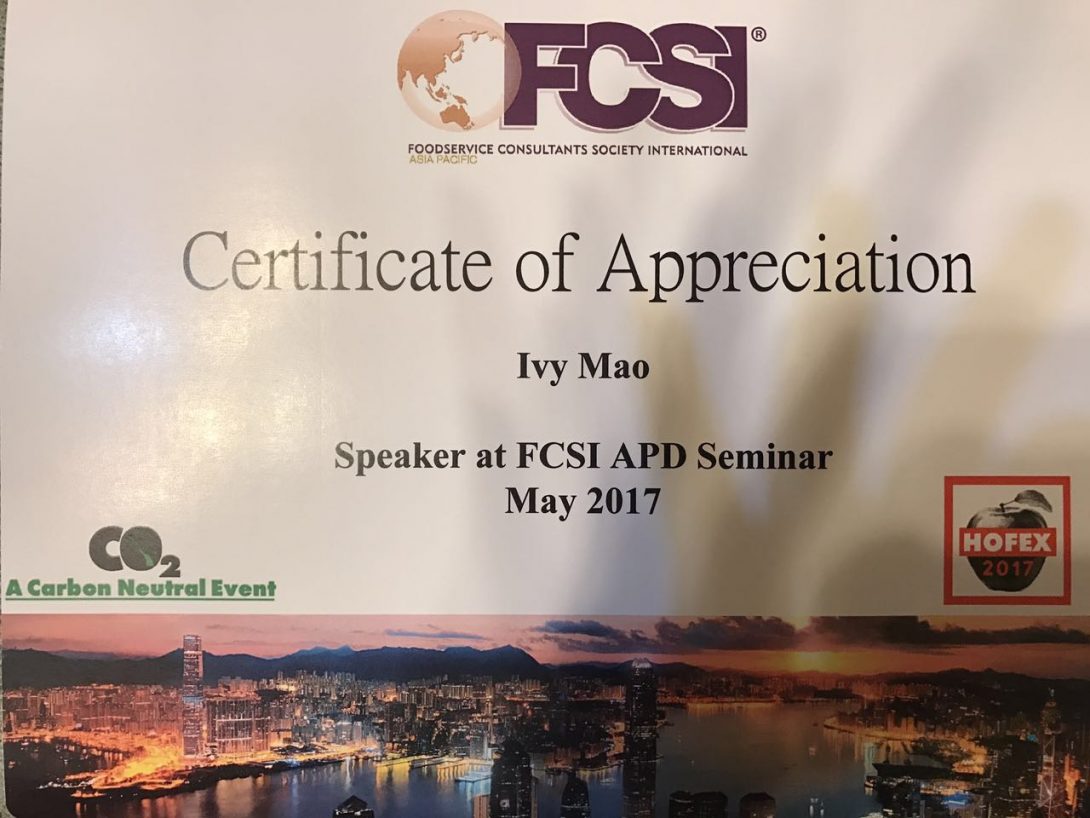 FCSI®
FOODSERVICE CONSULTANTS SOCIETY INTERNATIONAL
ASIA PACIFIC
Certificate of Appreciation
Ivy Mao
Speaker at FCSI APD Seminar
May 2017
CO2
A Carbon Neutral Event
HOFEX
2017